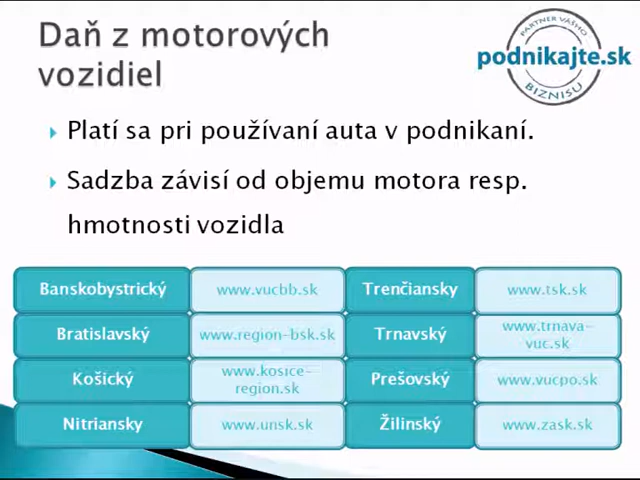 Daň z motorových
vozidiel
PARTNER VÁŠHO
podnikajte.sk
BIZNISU
Platí sa pri používaní auta v podnikaní.
Sadzba závisí od objemu motora resp.
hmotnosti vozidla
Banskobystrický www.vucbb.sk Trenčiansky www.tsk.sk
Bratislavský www.region-bsk.sk Trnavský www.trnava-
vuc.sk
Košický www.kosice-
region.sk Prešovský www.vucpo.sk
Nitriansky www.unsk.sk Žilinský www.zask.sk